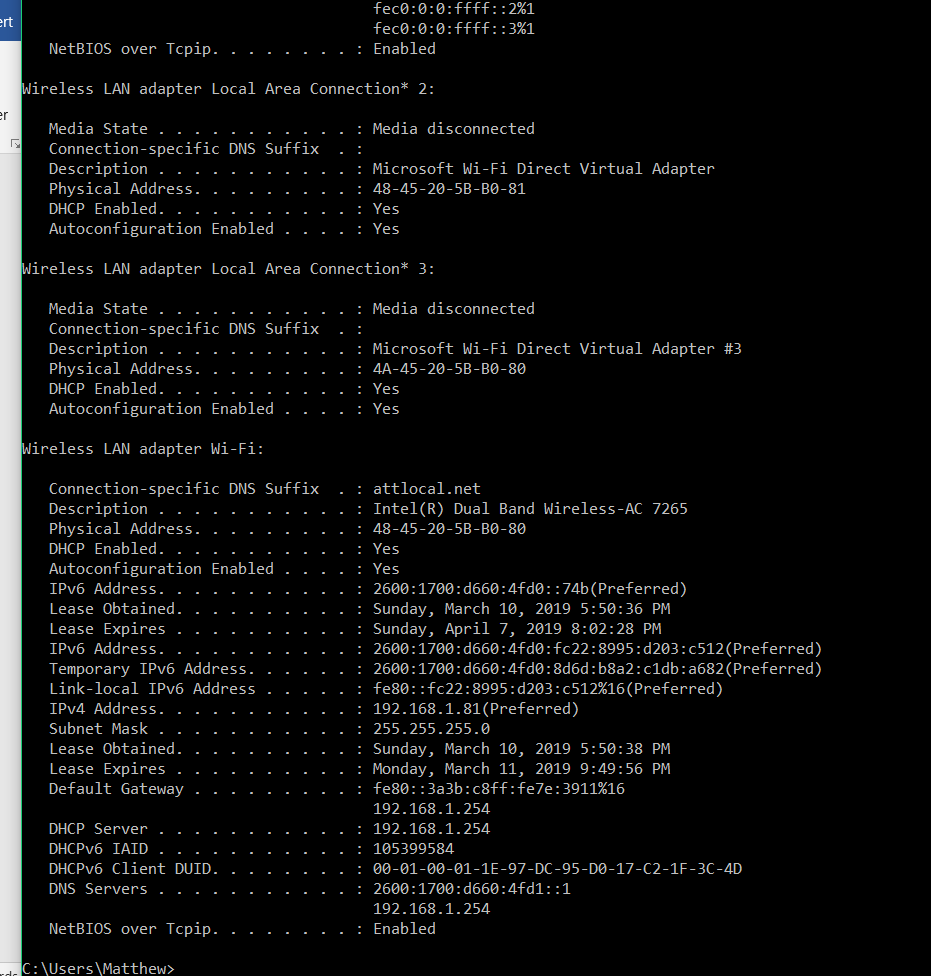 fec0:0:0:ffff::2%1
ert
fec0:0:0:ffff::3%1
NetBIOS over Tcpip. . . . . . . . : Enabled
Wireless LAN adapter Local Area Connection* 2:
er
Media State . . . . . . . . . . . : Media disconnected
Connection-specific DNS Suffix  . :
Description . . . . . . . . . . . : Microsoft Wi-Fi Direct Virtual Adapter
Physical Address. . . . . . . . . : 48-45-20-5B-B0-81
DHCP Enabled. . . . . . . . . . . : Yes
Autoconfiguration Enabled . . . . : Yes
Wireless LAN adapter Local Area Connection* 3:
Media State . . . . . . . . . . . : Media disconnected
Connection-specific DNS Suffix  . :
Description . . . . . . . . . . . : Microsoft Wi-Fi Direct Virtual Adapter #3
Physical Address. . . . . . . . . : 4A-45-20-5B-B0-80
DHCP Enabled. . . . . . . . . . . : Yes
Autoconfiguration Enabled . . . . : Yes
Wireless LAN adapter Wi-Fi:
Connection-specific DNS Suffix  . : attlocal.net
Description . . . . . . . . . . . : Intel(R) Dual Band Wireless-AC 7265
Physical Address. . . . . . . . . : 48-45-20-5B-B0-80
DHCP Enabled. . . . . . . . . . . : Yes
Autoconfiguration Enabled . . . . : Yes
IPv6 Address. . . . . . . . . . . : 2600:1700:d660:4fd0::74b(Preferred)
Lease Obtained. . . . . . . . . . : Sunday, March 10, 2019 5:50:36 PM
Lease Expires . . . . . . . . . . : Sunday, April 7, 2019 8:02:28 PM
IPv6 Address. . . . . . . . . . . : 2600:1700:d660:4fd0:fc22:8995:d203:c512(Preferred)
Temporary IPv6 Address. . . . . . : 2600:1700:d660:4fd0:8d6d:b8a2:c1db:a682(Preferred)
Link-local IPv6 Address . . . . . : fe80::fc22:8995:d203:c512%16(Preferred)
IPv4 Address. . . . . . . . . . . : 192.168.1.81(Preferred)
Subnet Mask . . . . . . . . . . . : 255.255.255.0
Lease Obtained. . . . . . . . . . : Sunday, March 10, 2019 5:50:38 PM
Lease Expires . . . . . . . . . . : Monday, March 11, 2019 9:49:56 PM
Default Gateway . . . . . . . . . : fe80::3a3b:c8ff:fe7e:3911%16
192.168.1.254
DHCP Server . . . . . . . . . . . : 192.168.1.254
DHCPv6 IAID . . . . . . . . . . . : 105399584
DHCPv6 Client DUID. . . . . . . . : 00-01-00-01-1E-97-DC-95-D0-17-C2-1F-3C-4D
DNS Servers . . . . . . . . . . . : 2600:1700:d660:4fd1::1
192.168.1.254
NetBIOS over Tcpip. . . . . . . . : Enabled
C:\Users\Matthew>